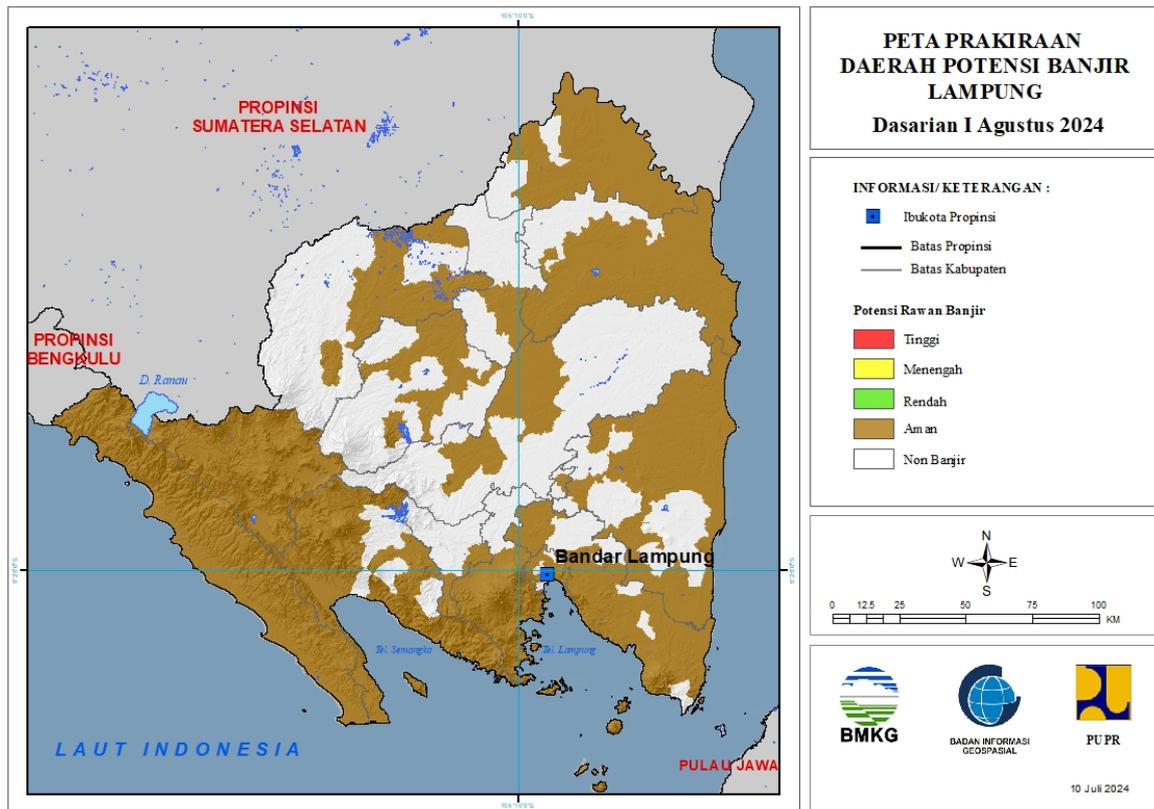 PETA PRAKIRAAN
DAERAH POTENSI BANJIR
LAMPUNG
Dasarian I Agustus 2024
INFORMASI/KETERANGAN :
Ibukota Propinsi
Batas Propinsi
Batas Kabupaten
Potensi Rawan Banjir
Tinggi
Menengah
Rendah
Aman
Non Banjir
N
W E
S
0 12.5 25 50 75 100
KM
BMKG
BADAN INFORMASI
GEOSPASIAL
PUPR
10 Juli 2024
PROPINSI
SUMATERA SELATAN
PROPINSI
BENGKULU
D. Ranau
Bandar Lampung
Tel. Semangka
Tel. Lampung
LAUT INDONESIA
PULAU JAWA